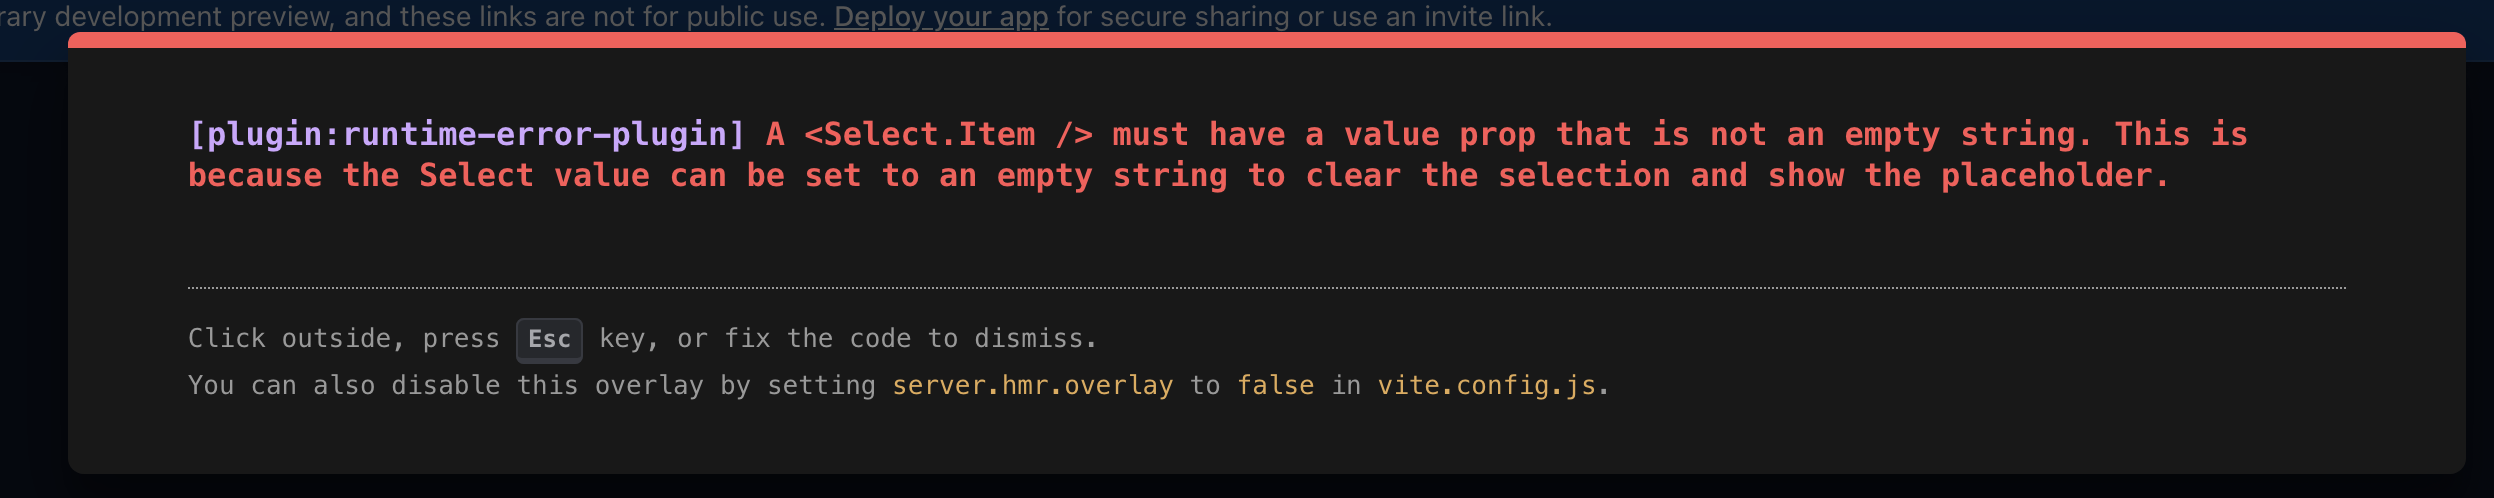 development preview, and these links are not for public use. Deploy your app for secure sharing or use an invite link.
[plugin:runtime-error-plugin] A <Select.Item /> must have a value prop that is not an empty string. This is
because the Select value can be set to an empty string to clear the selection and show the placeholder.
Click outside, press Esc key, or fix the code to dismiss.
You can also disable this overlay by setting server.hmr.overlay to false in vite.config.js.